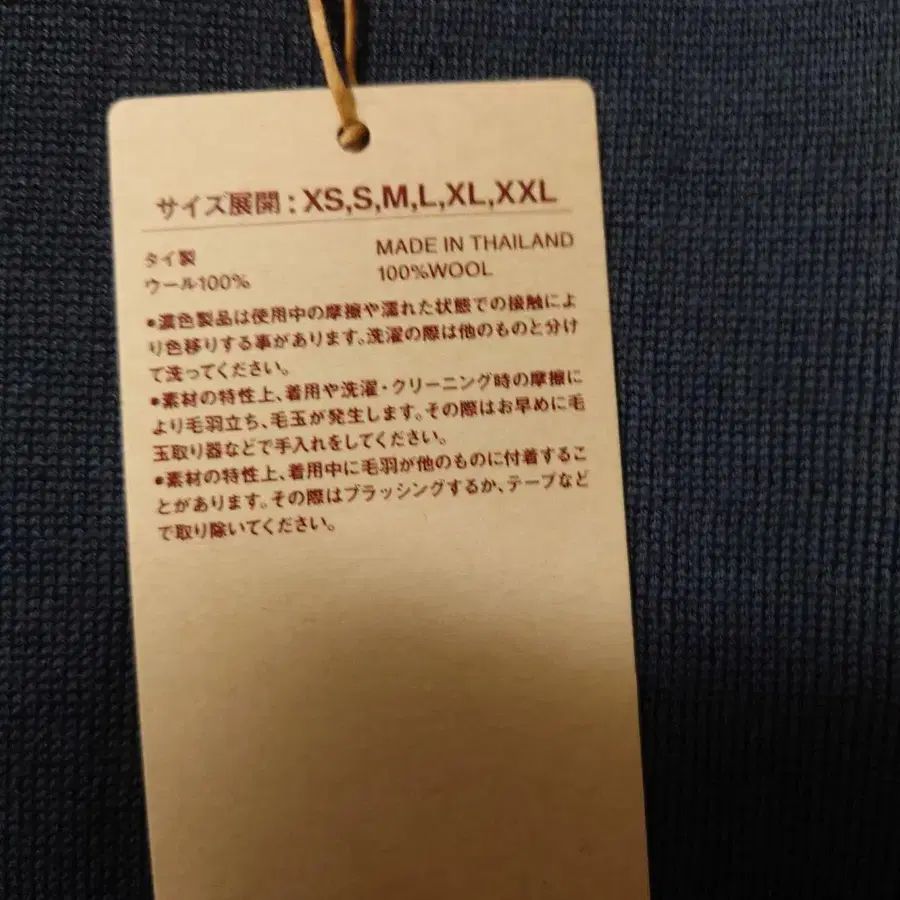 サイズ展開：XS,S,M,L,XL,XXL
タイ製
ウール100%
MADE IN THAILAND
100%WOOL
●濃色製品は使用中の摩擦や濡れた状態での接触によ
り色移りする事があります。洗濯の際は他のものと分け
て洗ってください。
●素材の特性上、着用や洗濯・クリーニング時の摩擦に
より毛羽立ち、毛玉が発生します。その際はお早めに毛
玉取り器などで手入れをしてください。
●素材の特性上、着用中に毛羽が他のものに付着するこ
とがあります。その際はブラッシングするか、テープなど
で取り除いてください。